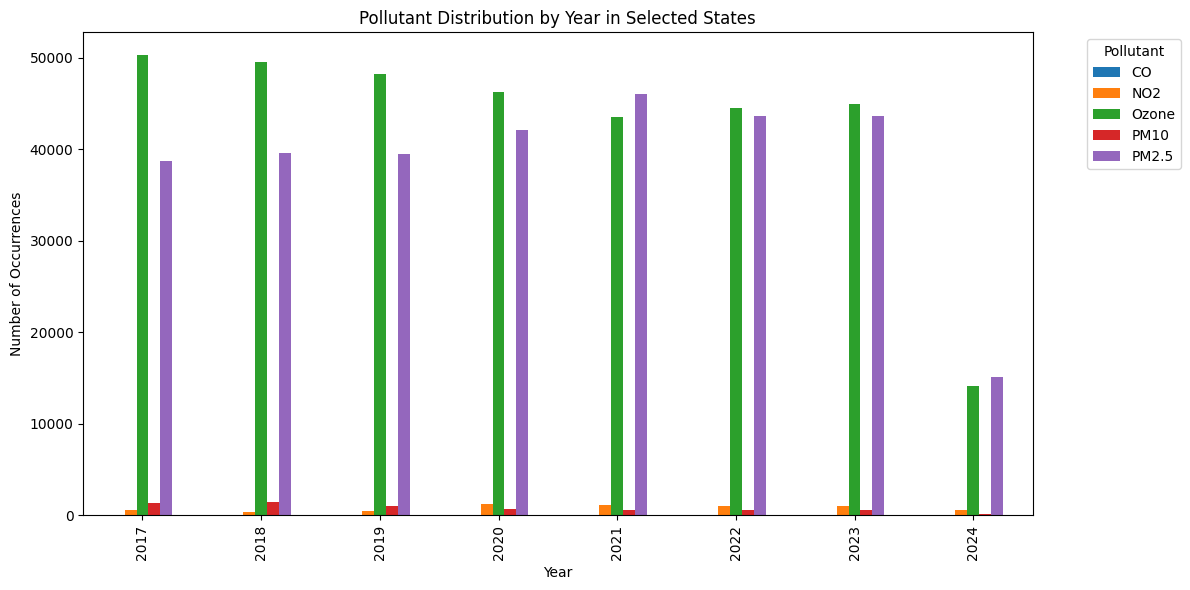 Pollutant Distribution by Year in Selected States
Number of Occurrences
50000
40000
30000
20000
10000
0
2017
2018
2019
2020
2021
2022
2023
2024
Year
Pollutant
CO
NO2
Ozone
PM10
PM2.5